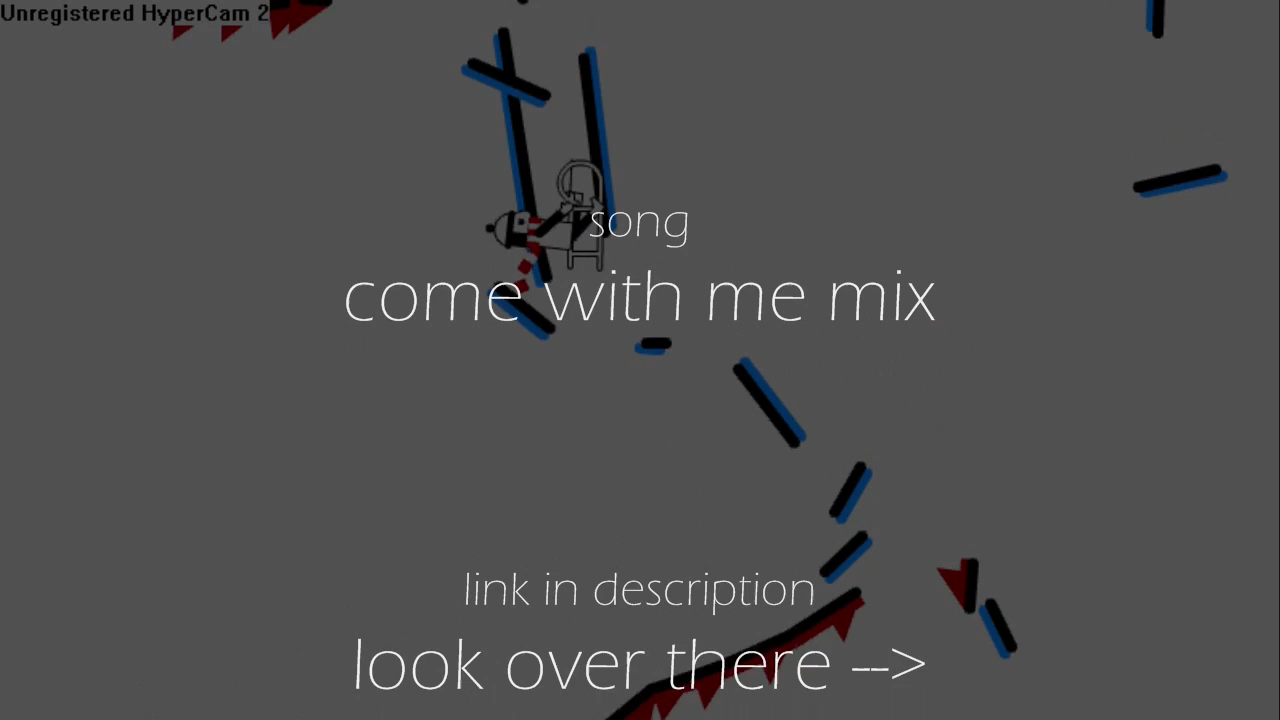 Unregistered HyperCam 2
song
come with me mix
link in description
look over there -->